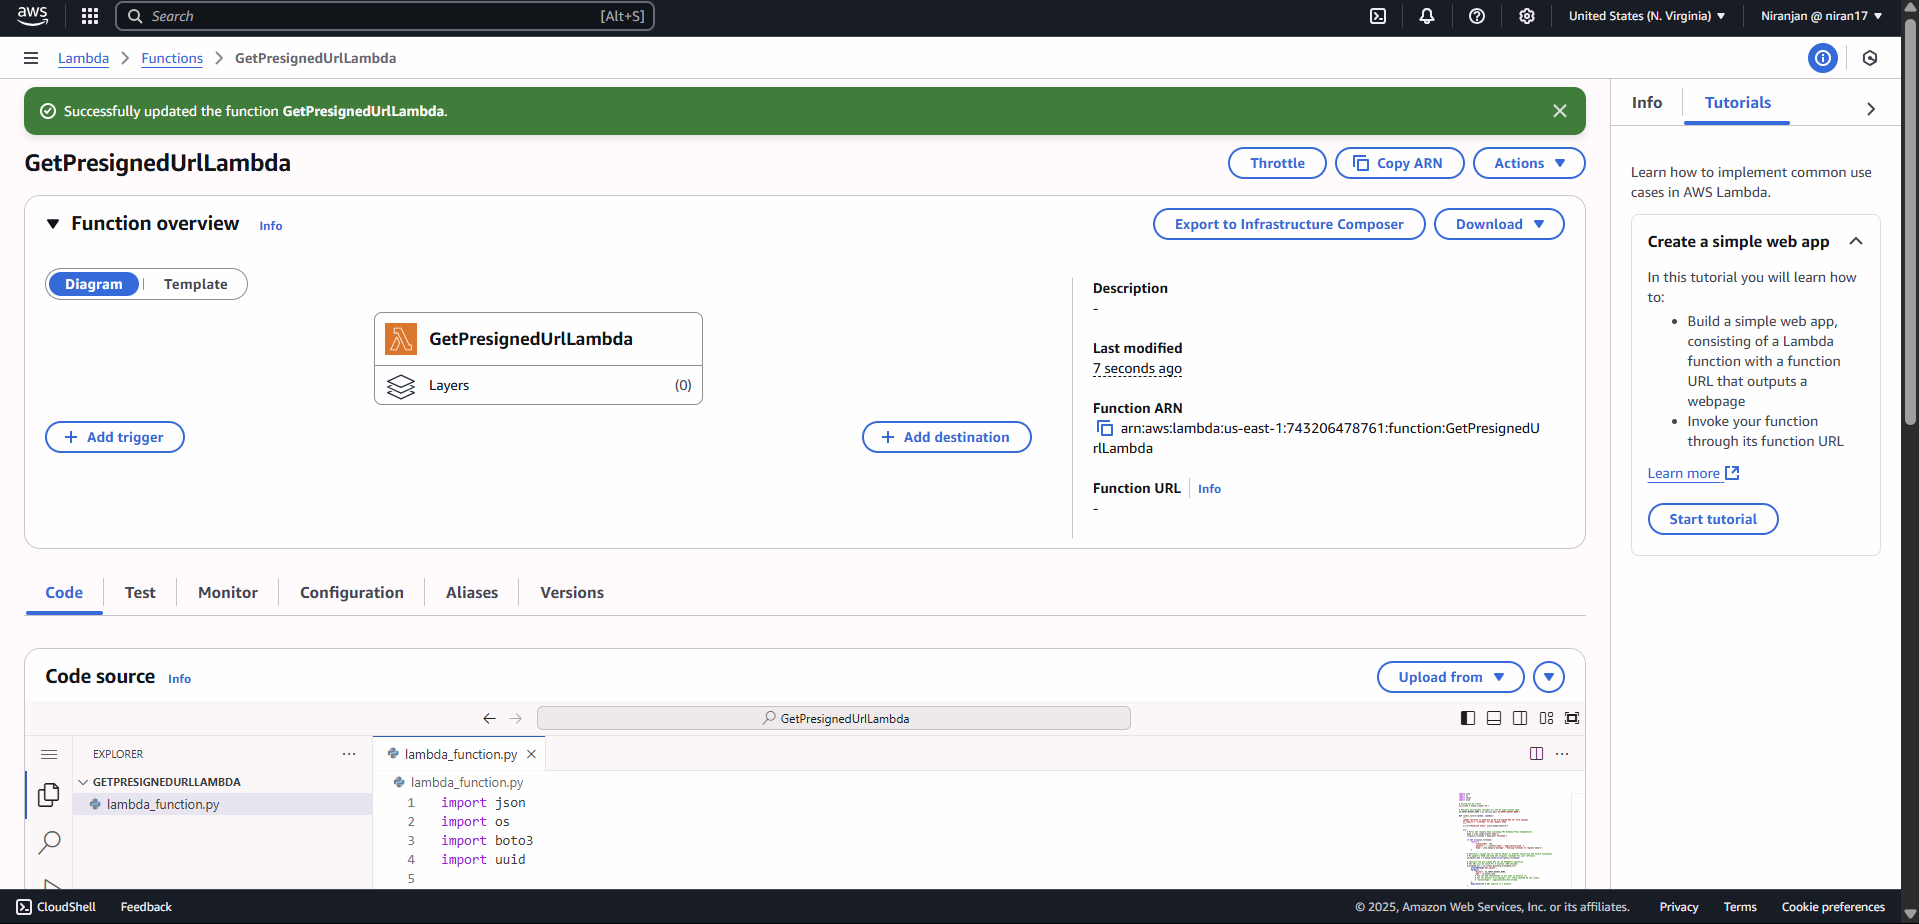 aws
Search [Alt+S]
United States (N. Virginia)
Niranjan @ niran17
Lambda
Functions
GetPresignedUrlLambda
Successfully updated the function GetPresignedUrlLambda.
GetPresignedUrlLambda
Throttle
Copy ARN
Actions
Function overview
Info
Export to Infrastructure Composer
Download
Diagram
Template
GetPresignedUrlLambda
Layers
(0)
Add trigger
Add destination
Description
-
Last modified
7 seconds ago
Function ARN
arn:aws:lambda:us-east-1:743206478761:function:GetPresignedU
rlLambda
Function URL
Info
-
Code
Test
Monitor
Configuration
Aliases
Versions
Code source
Info
Upload from
GetPresignedUrlLambda
EXPLORER
GETPRESIGNEDURLLAMBDA
lambda_function.py
lambda_function.py
lambda_function.py
1 import json
2 import os
3 import boto3
4 import uuid
5
Info
Tutorials
Learn how to implement common use
cases in AWS Lambda.
Create a simple web app
In this tutorial you will learn how
to:
• Build a simple web app,
consisting of a Lambda
function with a function
URL that outputs a
webpage
• Invoke your function
through its function URL
Learn more
Start tutorial
CloudShell
Feedback
© 2025, Amazon Web Services, Inc. or its affiliates.
Privacy
Terms
Cookie preferences